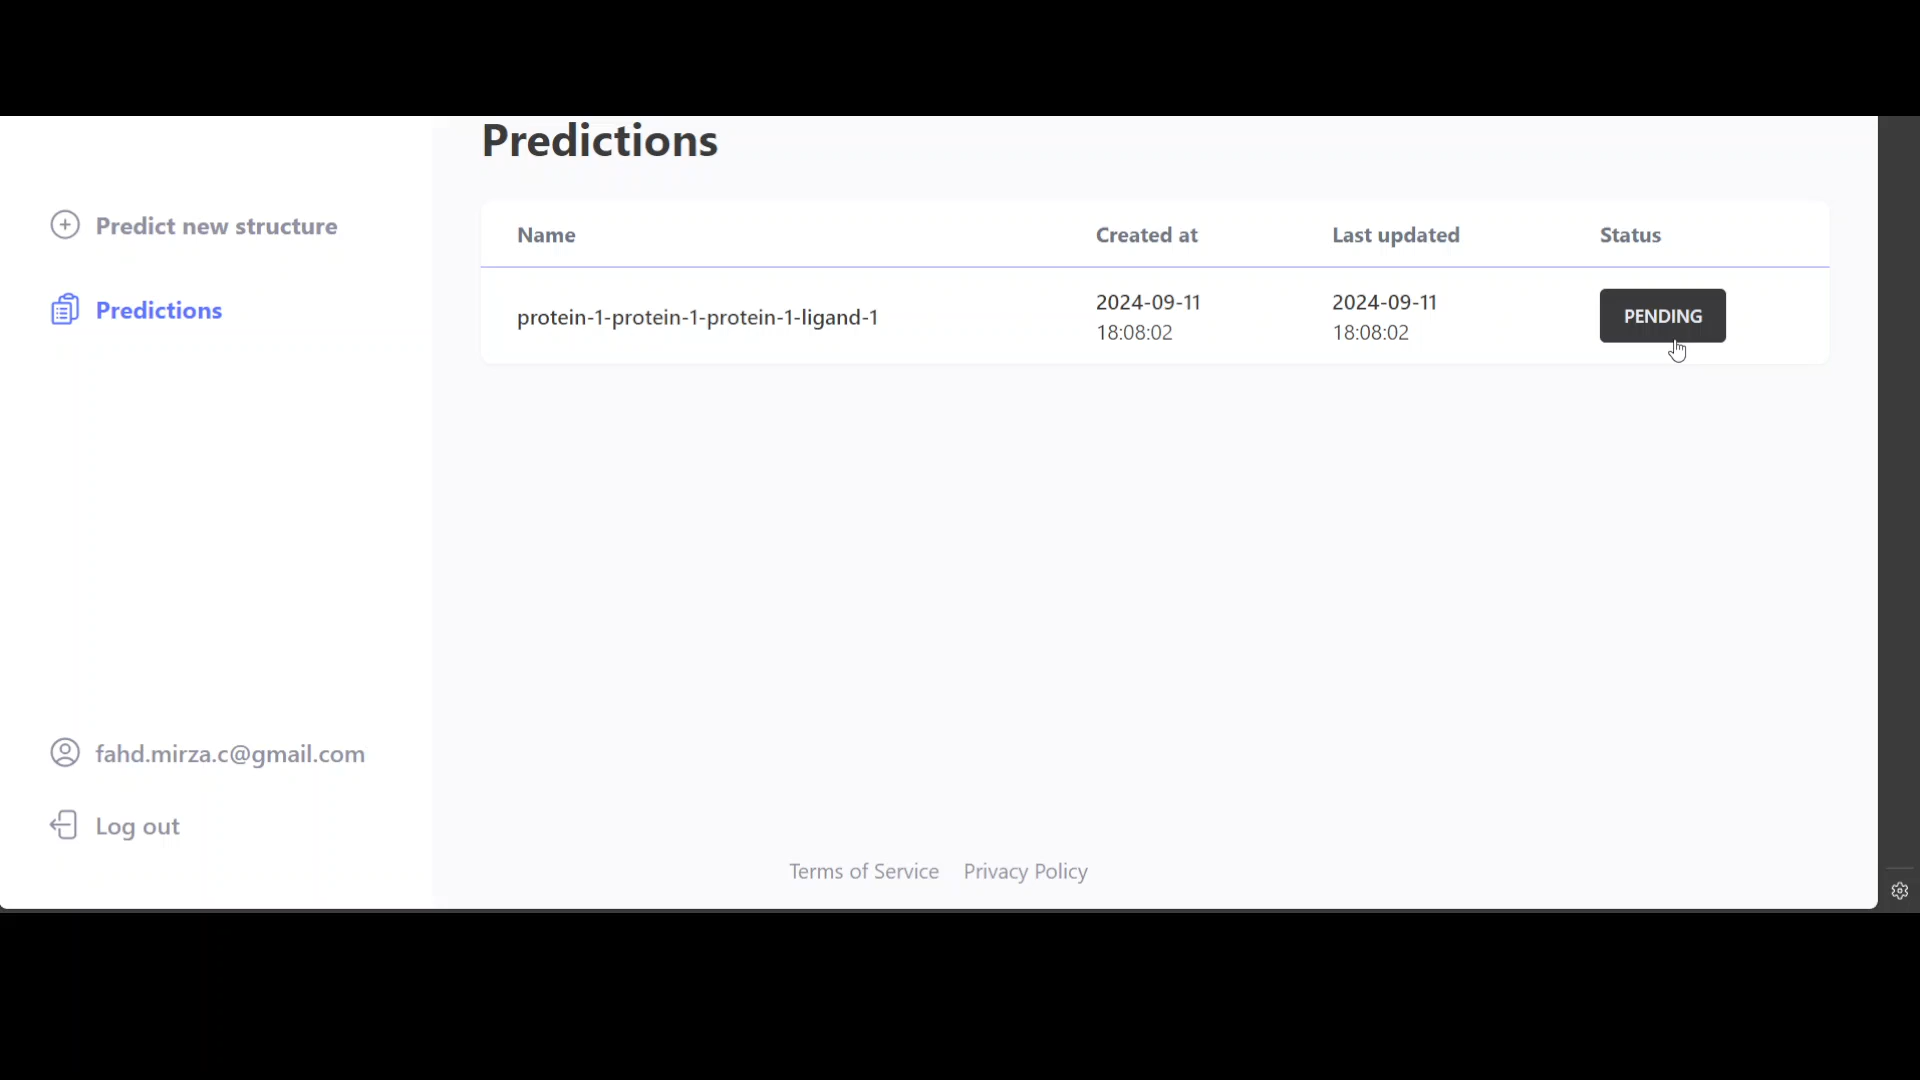 Predictions
Predict new structure
Predictions
fahd.mirza.c@gmail.com
Log out
Name Created at Last updated Status
protein-1-protein-1-protein-1-ligand-1 2024-09-11 2024-09-11 PENDING
18:08:02 18:08:02
Terms of Service Privacy Policy